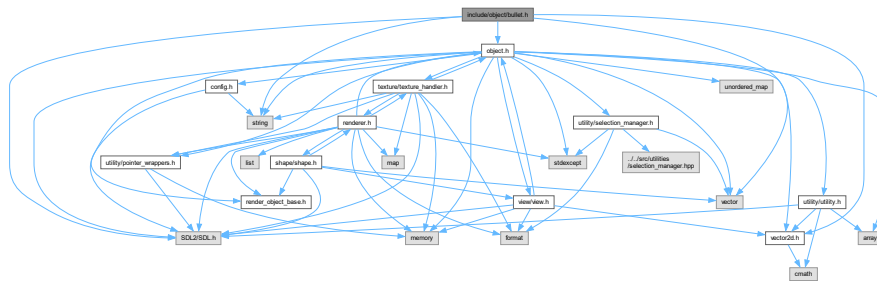 include/object/bullet.h
object.h
config.h
texture/texture_handler.h
unordered_map
string
renderer.h
utility/selection_manager.h
utility/pointer_wrappers.h
list
shape/shape.h
map
stdexcept
../../src/utilities
/selection_manager.hpp
render_object_base.h
view/view.h
vector
utility/utility.h
SDL2/SDL.h
memory
format
vector2d.h
array
cmath